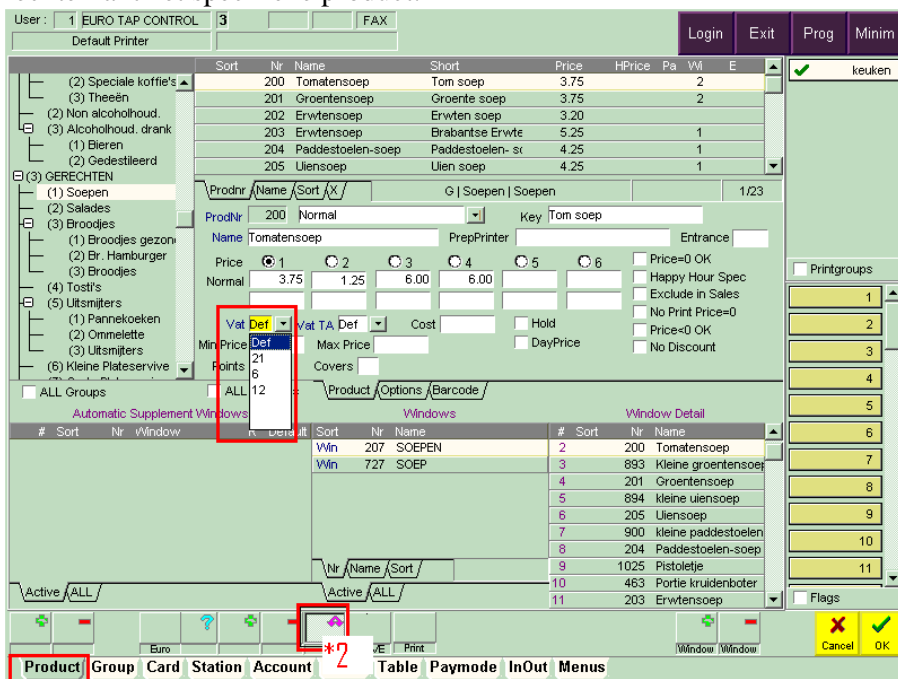 User : 1 EURO TAP CONTROL 3 FAX
Default Printer
Login Exit Prog Minim
Sort Nr Name Short Price HPrice Pa Wi E
200 Tomatensoep Tom soep 3.75 2
201 Groentensoep Groente soep 3.75 2
202 Erwtensoep Erwten soep 3.20
203 Erwtensoep Brabantse Erwte 5.25 1
204 Paddestoelen-soep Paddestoelen- sc 4.25 1
205 Uiensoep Uien soep 4.25 1
(2) Speciale koffie's
(3) Theeën
(2) Non alcoholhoud.
(3) Alcoholhoud. drank
(1) Bieren
(2) Gedestileerd
(3) GERECHTEN
(1) Soepen
(2) Salades
(3) Broodjes
(1) Broodjes gezon
(2) Br. Hamburger
(3) Broodjes
(4) Tosti's
(5) Uitsmijters
(1) Pannekoeken
(2) Ommelette
(3) Uitsmijters
(6) Kleine Plateservive
ALL Groups
Prodnr Name Sort X G | Soepen | Soepen 1/23
ProdNr 200 Normal Key Tom soep
Name Tomatensoep PrepPrinter Entrance
Price 1 2 3 4 5 6
Normal 3.75 1.25 6.00 6.00
Price=0 OK
Happy Hour Spec
Exclude in Sales
No Print Price=0
Price<0 OK
No Discount
Vat Def Vat TA Def Cost Hold
Min Price Max Price DayPrice
Points Covers
Def
21
6
12
ALL
Product Options Barcode
keuken
Printgroups
1
2
3
4
5
6
7
8
9
10
11
Flags
Automatic Supplement Windows
# Sort Nr Window R Default
Active ALL
Windows
Sort Nr Name
Win 207 SOEPEN
Win 727 SOEP
Nr Name Sort
Active ALL
Window Detail
# Sort Nr Name
2 200 Tomatensoep
3 893 Kleine groentensoep
4 201 Groentensoep
5 894 kleine uiensoep
6 205 Uiensoep
7 900 kleine paddestoelen
8 204 Paddestoelen-soep
9 1025 Pistoletje
10 463 Portie kruidenboter
11 203 Erwtensoep
Euro Print Window Window
*2
Cancel OK
Product Group Card Station Account Table Paymode InOut Menus